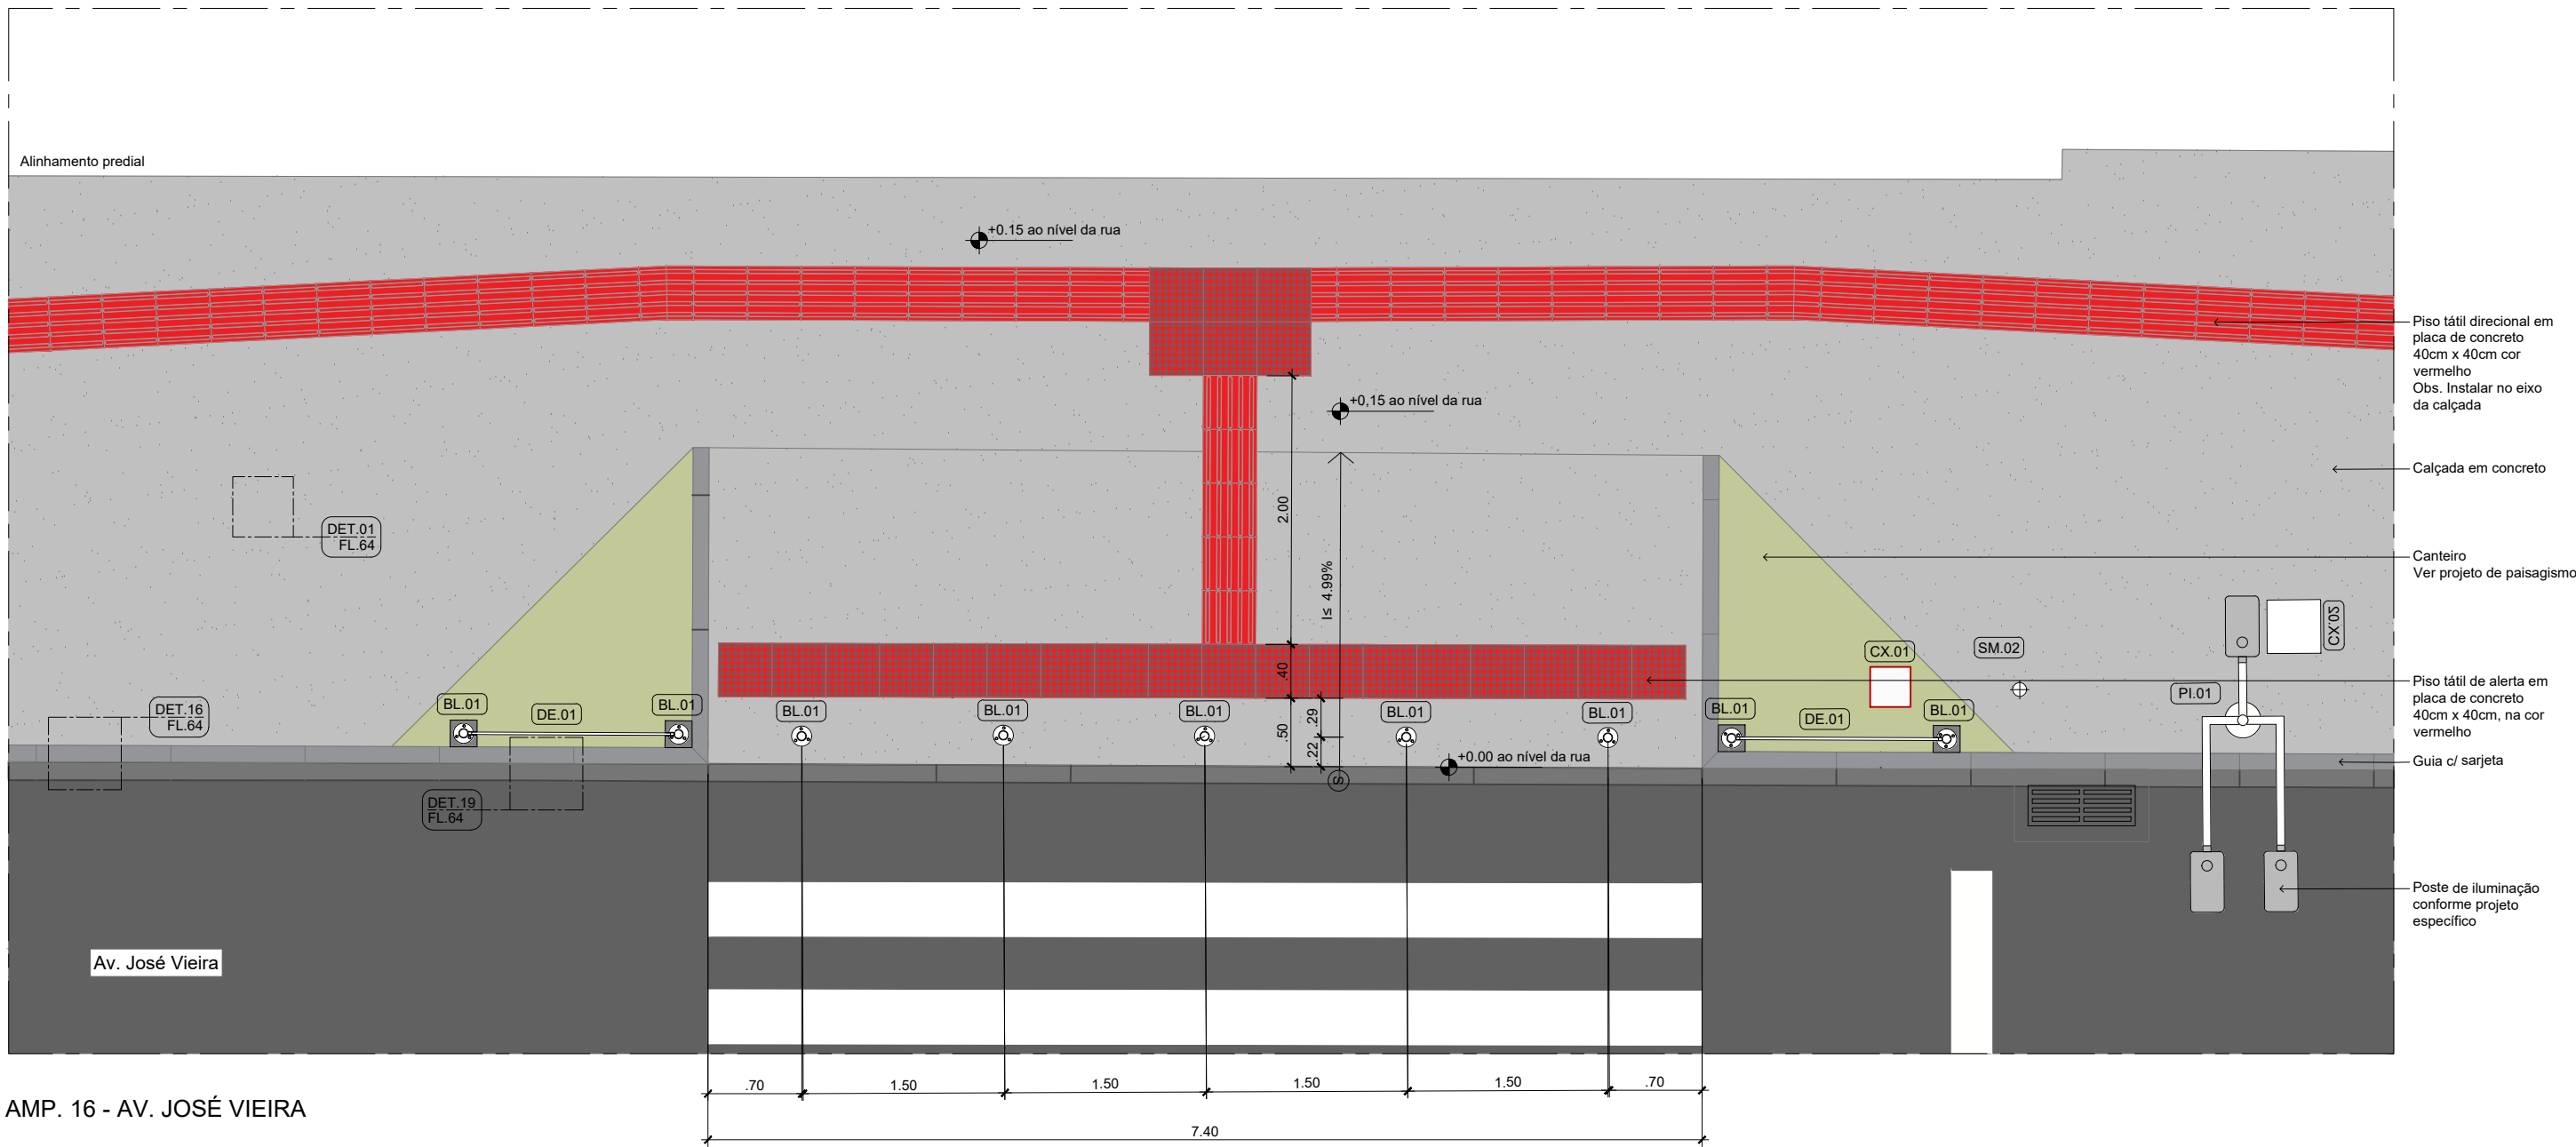 Alinhamento predial
+0.15 ao nível da rua
Piso tátil direcional em
placa de concreto
40cm x 40cm cor
vermelho
Obs. Instalar no eixo
da calçada
+0,15 ao nível da rua
Calçada em concreto
2.00
DET.01
FL.64
I≤ 4.99%
Canteiro
Ver projeto de paisagismo
CX.01
SM.02
CX.02
.40
PI.01
Piso tátil de alerta em
placa de concreto
40cm x 40cm, na cor
vermelho
DET.16
FL.64
BL.01
DE.01
BL.01
BL.01
BL.01
BL.01
BL.01
BL.01
BL.01
DE.01
BL.01
.50
.29
.22
+0.00 ao nível da rua
S
Guia c/ sarjeta
DET.19
FL.64
Poste de iluminação
conforme projeto
específico
Av. José Vieira
.70
1.50
1.50
1.50
1.50
.70
7.40
AMP. 16 - AV. JOSÉ VIEIRA